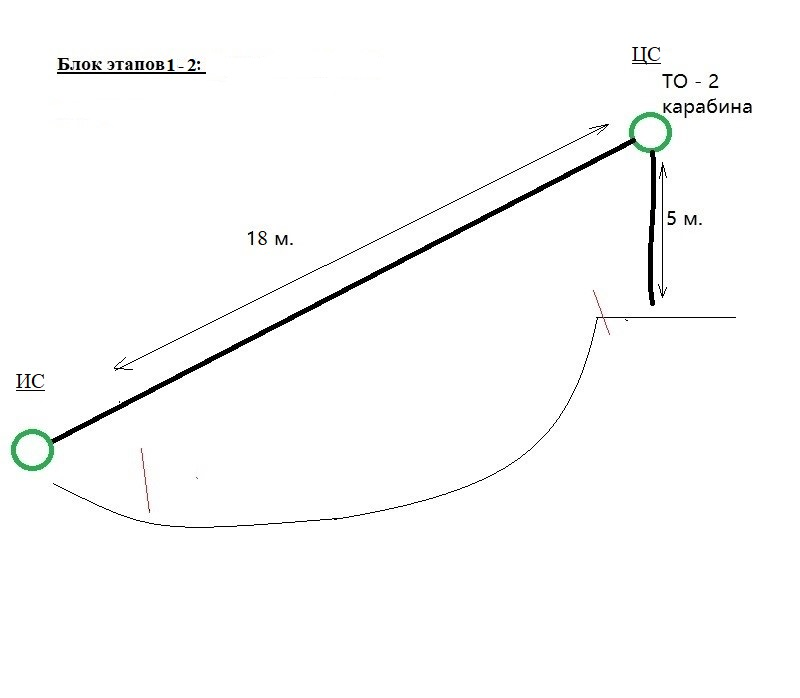 Блок этапов 1 - 2:
ЦС
ТО - 2
карабина
5 м.
18 м.
ИС